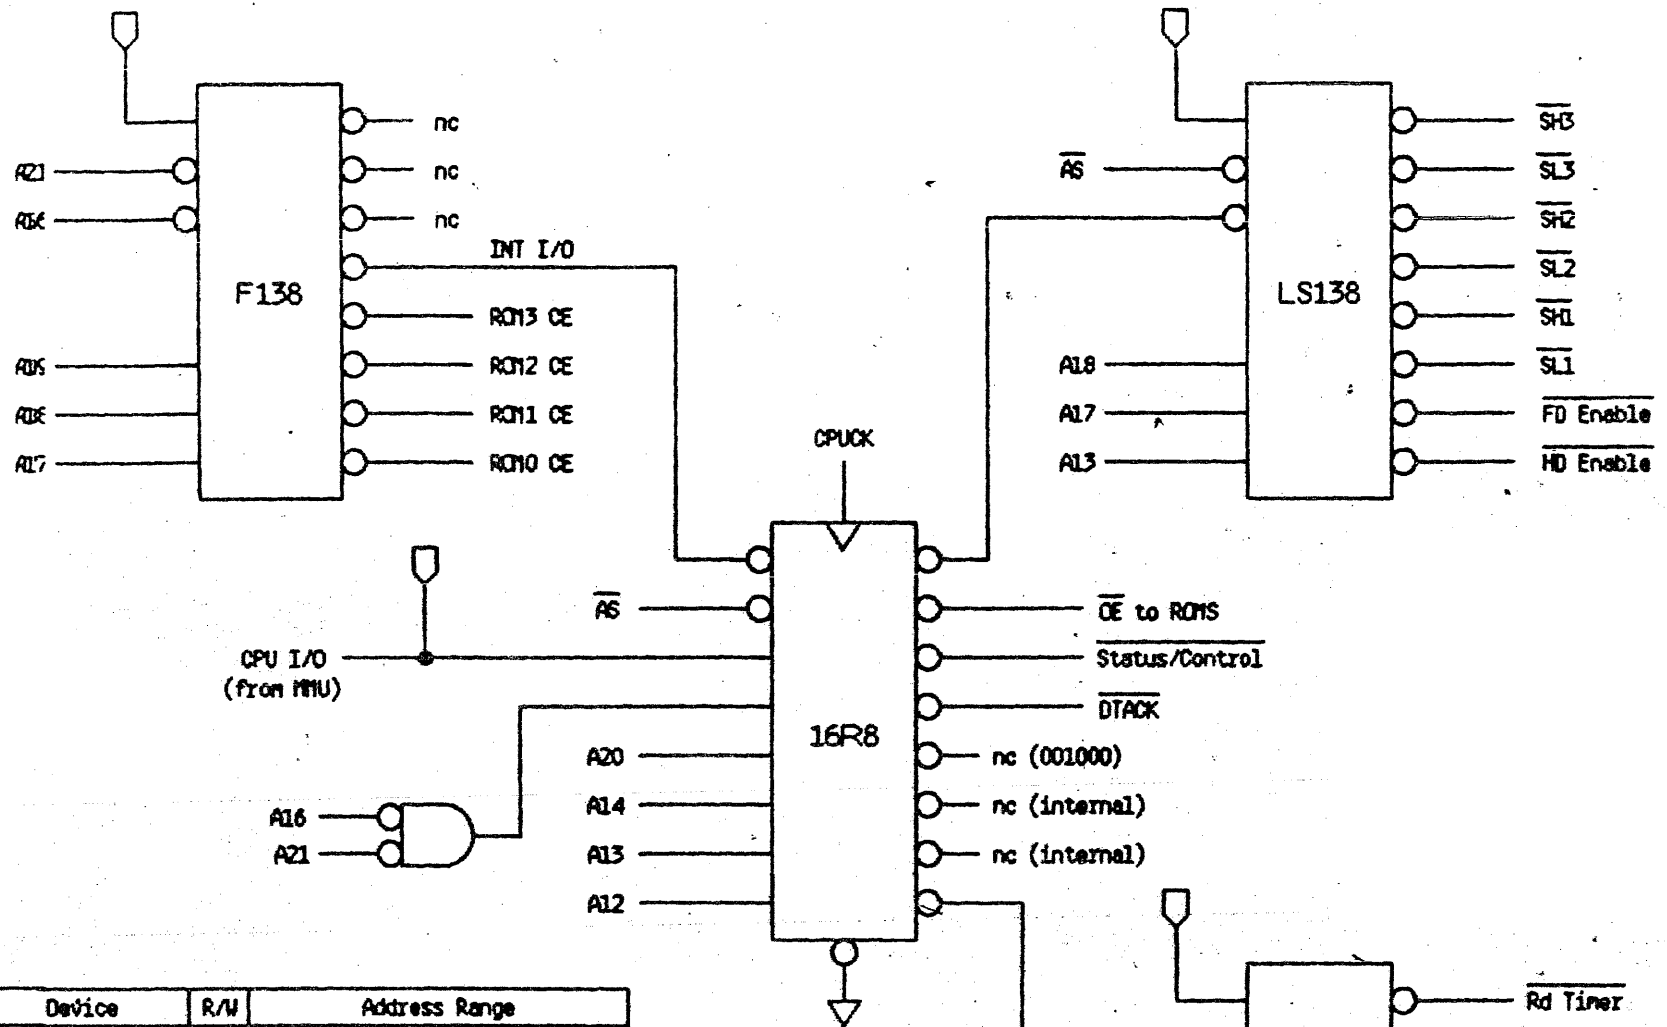 nc
A21
nc
nc
INT I/O
F138
ROM3 CE
ROM2 CE
A18
ROM1 CE
A17
ROM0 CE
SH3
AS
SL3
SH2
SL2
LS138
SH1
A18
SL1
A17
FD Enable
A13
HD Enable
CPUCK
AS
OE to ROMS
CPU I/O
(from MMU)
Status/Control
DTACK
16R8
A20
nc (001000)
A14
nc (internal)
A13
nc (internal)
A12
A16
A21
Rd Timer
Device R/W Address Range